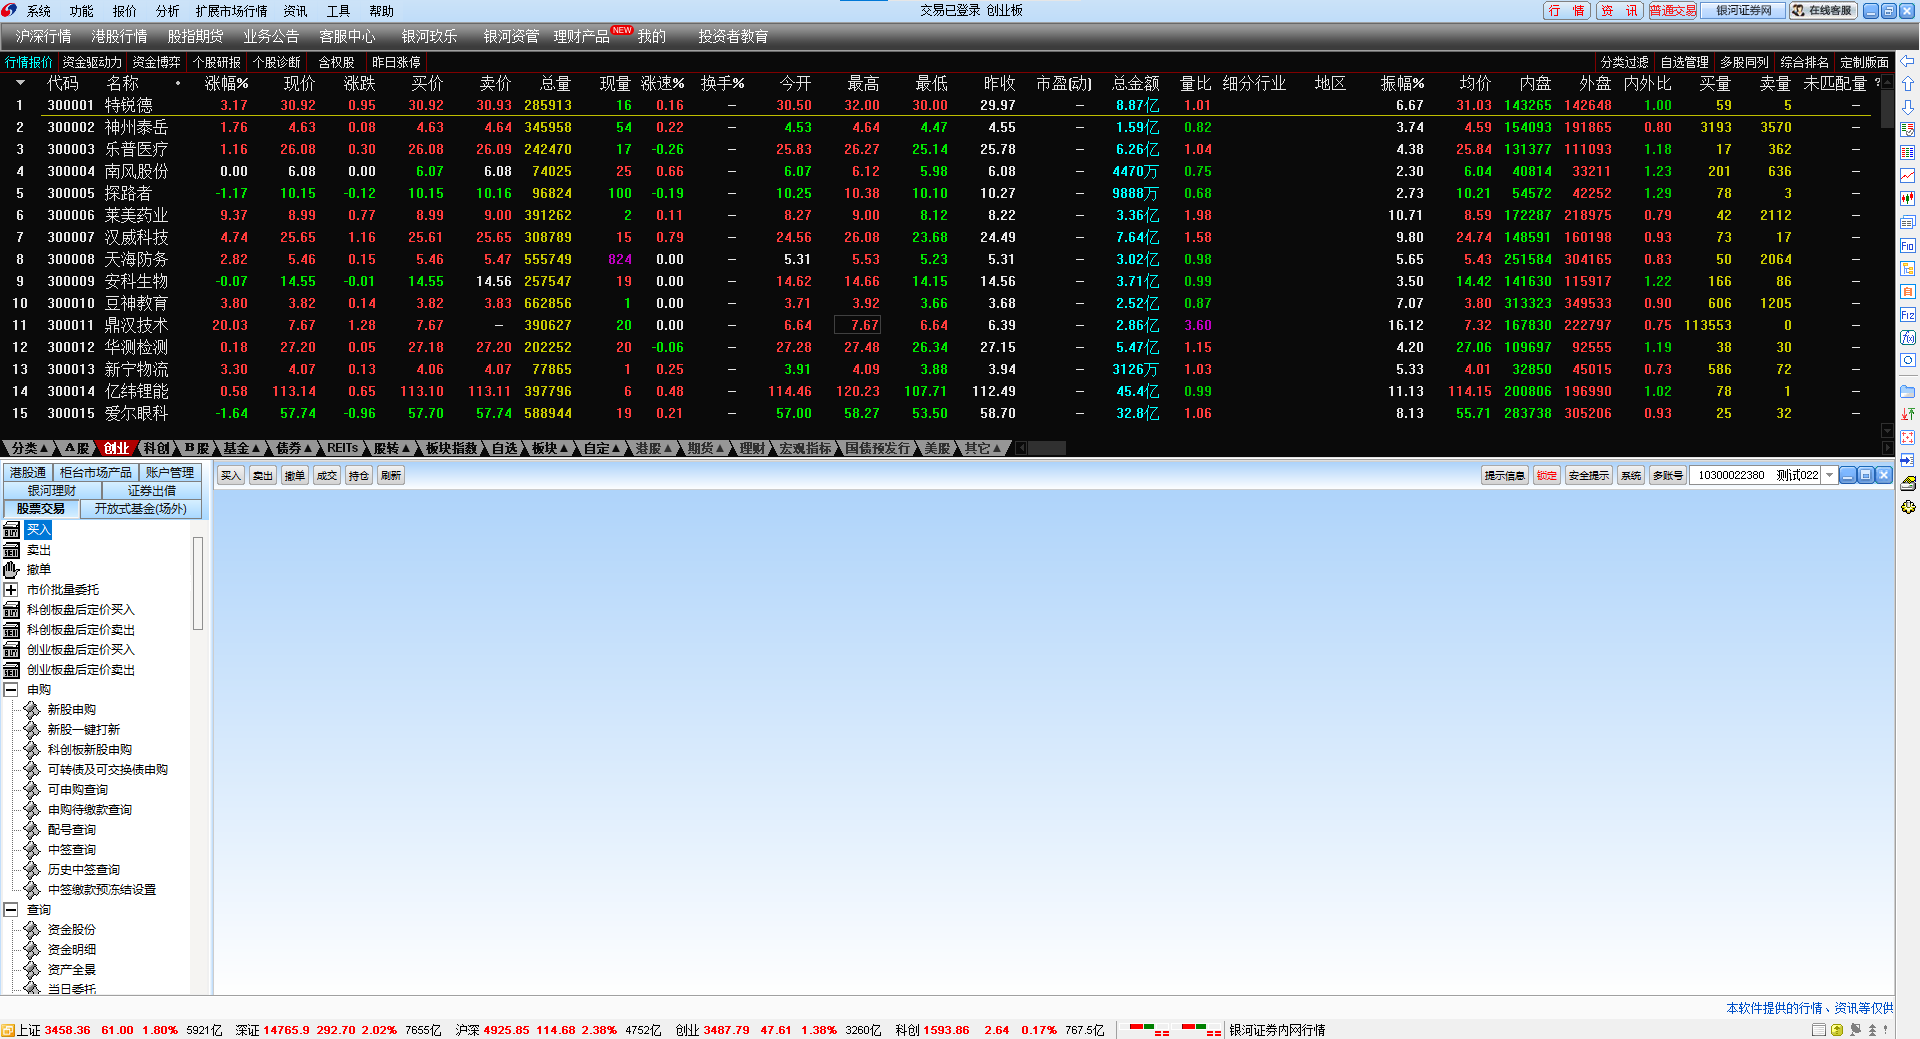 系统 功能 报价 分析 扩展市场行情 资讯 工具 帮助 交易已登录 创业板 行 情 资 讯 普通交易 银河证券网 在线客服
沪深行情 港股行情 股指期货 业务公告 客服中心 银河玖乐 银河资管 理财产品 NEW 我的 投资者教育
行情报价 资金驱动力 资金博弈 个股研报 个股诊断 含权股 昨日涨停 分类过滤 自选管理 多股同列 综合排名 定制版面
代码 名称 涨幅% 现价 涨跌 买价 卖价 总量 现量 涨速% 换手% 今开 最高 最低 昨收 市盈(动) 总金额 量比 细分行业 地区 振幅% 均价 内盘 外盘 内外比 买量 卖量 未匹配量 ?
1 300001 特锐德 3.17 30.92 0.95 30.92 30.93 285913 16 0.16 – 30.50 32.00 30.00 29.97 – 8.87亿 1.01 6.67 31.03 143265 142648 1.00 59 5 –
2 300002 神州泰岳 1.76 4.63 0.08 4.63 4.64 345958 54 0.22 – 4.53 4.64 4.47 4.55 – 1.59亿 0.82 3.74 4.59 154093 191865 0.80 3193 3570 –
3 300003 乐普医疗 1.16 26.08 0.30 26.08 26.09 242470 17 -0.26 – 25.83 26.27 25.14 25.78 – 6.26亿 1.04 4.38 25.84 131377 111093 1.18 17 362 –
4 300004 南风股份 0.00 6.08 0.00 6.07 6.08 74025 25 0.66 – 6.07 6.12 5.98 6.08 – 4470万 0.75 2.30 6.04 40814 33211 1.23 201 636 –
5 300005 探路者 -1.17 10.15 -0.12 10.15 10.16 96824 100 -0.19 – 10.25 10.38 10.10 10.27 – 9888万 0.68 2.73 10.21 54572 42252 1.29 78 3 –
6 300006 莱美药业 9.37 8.99 0.77 8.99 9.00 391262 2 0.11 – 8.27 9.00 8.12 8.22 – 3.36亿 1.98 10.71 8.59 172287 218975 0.79 42 2112 –
7 300007 汉威科技 4.74 25.65 1.16 25.61 25.65 308789 15 0.79 – 24.56 26.08 23.68 24.49 – 7.64亿 1.58 9.80 24.74 148591 160198 0.93 73 17 –
8 300008 天海防务 2.82 5.46 0.15 5.46 5.47 555749 824 0.00 – 5.31 5.53 5.23 5.31 – 3.02亿 0.98 5.65 5.43 251584 304165 0.83 50 2064 –
9 300009 安科生物 -0.07 14.55 -0.01 14.55 14.56 257547 19 0.00 – 14.62 14.66 14.15 14.56 – 3.71亿 0.99 3.50 14.42 141630 115917 1.22 166 86 –
10 300010 豆神教育 3.80 3.82 0.14 3.82 3.83 662856 1 0.00 – 3.71 3.92 3.66 3.68 – 2.52亿 0.87 7.07 3.80 313323 349533 0.90 606 1205 –
11 300011 鼎汉技术 20.03 7.67 1.28 7.67 – 390627 20 0.00 – 6.64 7.67 6.64 6.39 – 2.86亿 3.60 16.12 7.32 167830 222797 0.75 113553 0 –
12 300012 华测检测 0.18 27.20 0.05 27.18 27.20 202252 20 -0.06 – 27.28 27.48 26.34 27.15 – 5.47亿 1.15 4.20 27.06 109697 92555 1.19 38 30 –
13 300013 新宁物流 3.30 4.07 0.13 4.06 4.07 77865 1 0.25 – 3.91 4.09 3.88 3.94 – 3126万 1.03 5.33 4.01 32850 45015 0.73 586 72 –
14 300014 亿纬锂能 0.58 113.14 0.65 113.10 113.11 397796 6 0.48 – 114.46 120.23 107.71 112.49 – 45.4亿 0.99 11.13 114.15 200806 196990 1.02 78 1 –
15 300015 爱尔眼科 -1.64 57.74 -0.96 57.70 57.74 588944 19 0.21 – 57.00 58.27 53.50 58.70 – 32.8亿 1.06 8.13 55.71 283738 305206 0.93 25 32 –
分类 A股 创业 科创 B股 基金 债券 REITs 股转 板块指数 自选 板块 自定 港股 期货 理财 宏观指标 国债预发行 美股 其它
港股通 柜台市场产品 账户管理 买入 卖出 撤单 成交 持仓 刷新 提示信息 锁定 安全提示 系统 多账号 10300022380 测试022
银河理财 证券出借
股票交易 开放式基金(场外)
买入
卖出
撤单
市价批量委托
科创板盘后定价买入
科创板盘后定价卖出
创业板盘后定价买入
创业板盘后定价卖出
申购
新股申购
新股一键打新
科创板新股申购
可转债及可交换债申购
可申购查询
申购待缴款查询
配号查询
中签查询
历史中签查询
中签缴款预冻结设置
查询
资金股份
资金明细
资产全景
当日委托
本软件提供的行情、资讯等仅供
上证 3458.36 61.00 1.80% 5921亿 深证 14765.9 292.70 2.02% 7655亿 沪深 4925.85 114.68 2.38% 4752亿 创业 3487.79 47.61 1.38% 3260亿 科创 1593.86 2.64 0.17% 767.5亿 银河证券内网行情